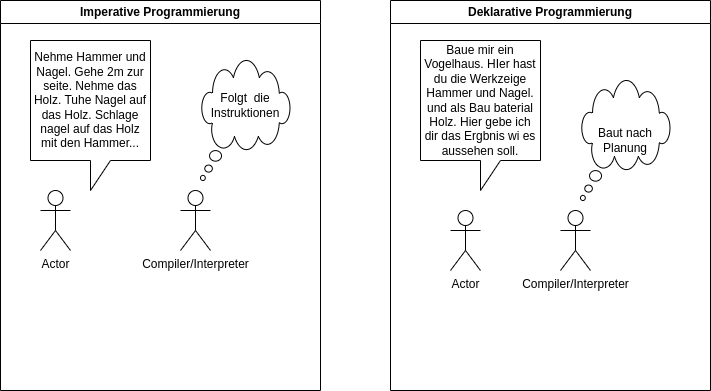 Imperative Programmierung
Nehme Hammer und
Nagel. Gehe 2m zur
seite. Nehme das
Holz. Tuhe Nagel auf
das Holz. Schlage
nagel auf das Holz
mit den Hammer...
Folgt die
Instruktionen
Actor
Compiler/Interpreter
Deklarative Programmierung
Baue mir ein
Vogelhaus. HIer hast
du die Werkzeige
Hammer und Nagel.
und als Bau baterial
Holz. Hier gebe ich
dir das Ergbnis wi es
aussehen soll.
Baut nach
Planung
Actor
Compiler/Interpreter